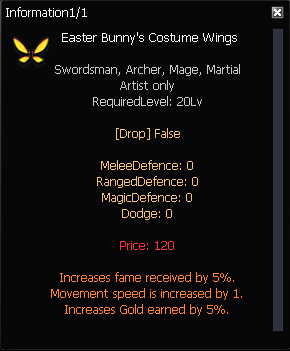 Information1/1
Easter Bunny's Costume Wings
Swordsman, Archer, Mage, Martial
Artist only
RequiredLevel: 20Lv
[Drop] False
MeleeDefence: 0
RangedDefence: 0
MagicDefence: 0
Dodge: 0
Price: 120
Increases fame received by 5%.
Movement speed is increased by 1.
Increases Gold earned by 5%.